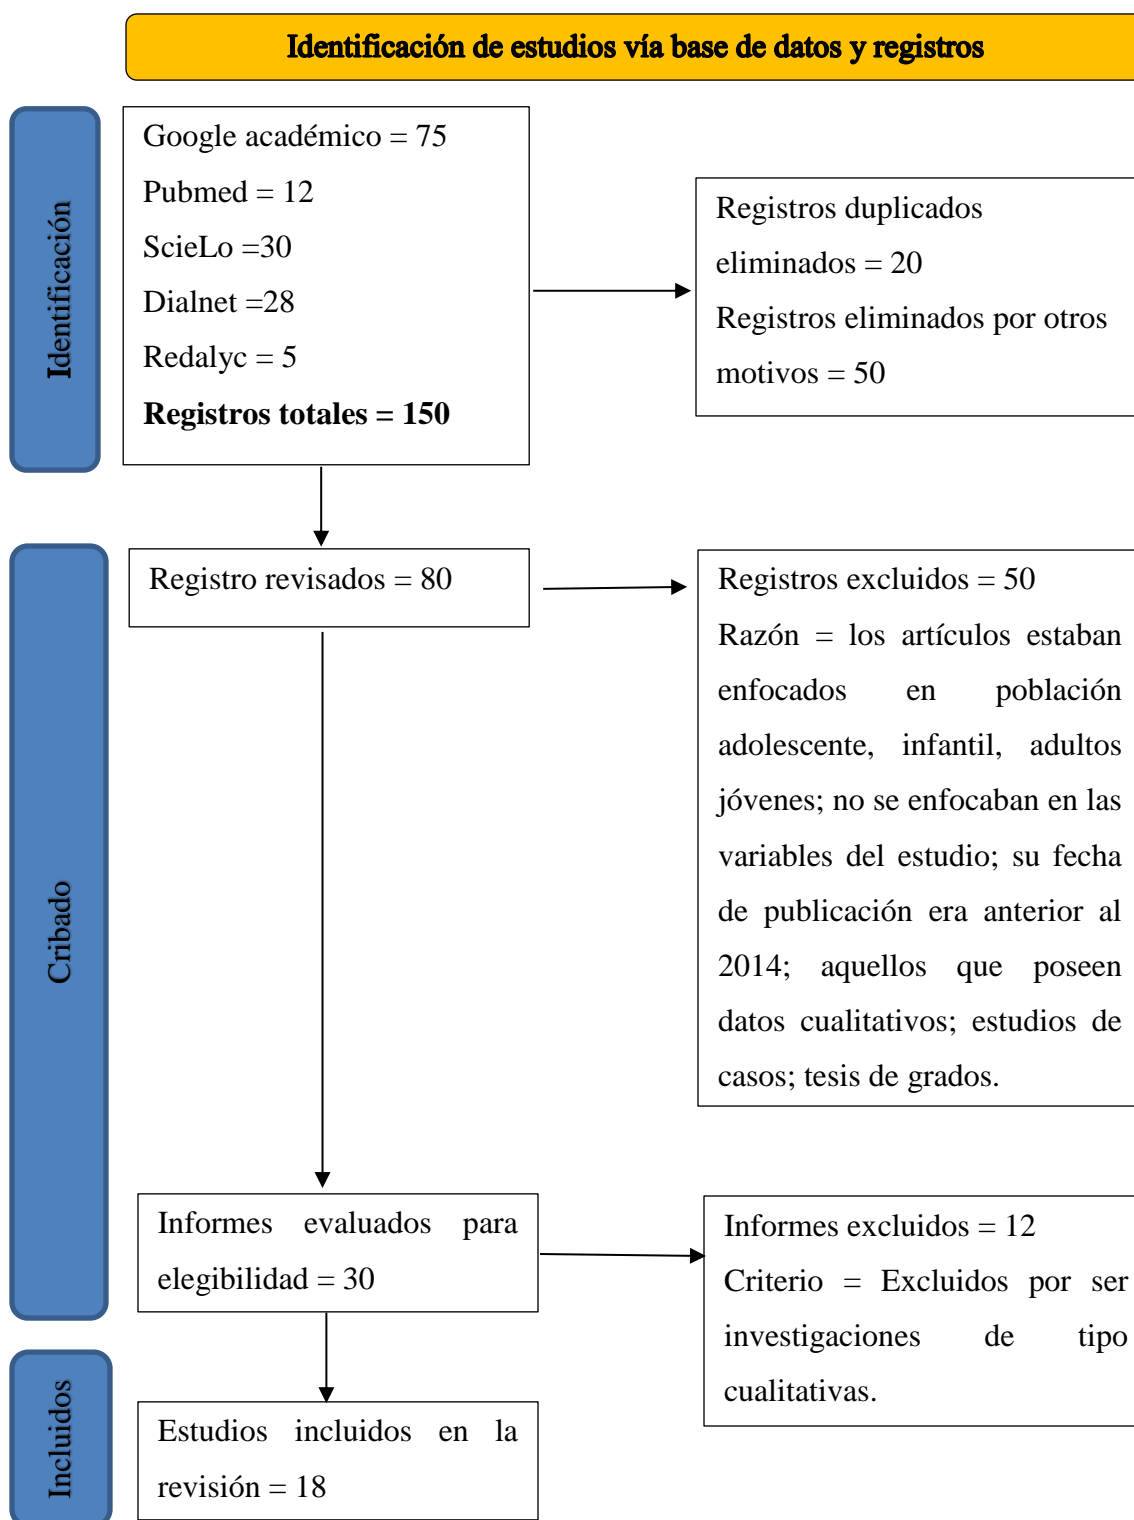 Identificación de estudios vía base de datos y registros
Identificación
Google académico = 75
Pubmed = 12
ScieLo =30
Dialnet =28
Redalyc = 5
Registros totales = 150
Registros duplicados
eliminados = 20
Registros eliminados por otros
motivos = 50
Cribado
Registro revisados = 80
Registros excluidos = 50
Razón = los artículos estaban
enfocados en población
adolescente, infantil, adultos
jóvenes; no se enfocaban en las
variables del estudio; su fecha
de publicación era anterior al
2014; aquellos que poseen
datos cualitativos; estudios de
casos; tesis de grados.
Informes evaluados para
elegibilidad = 30
Informes excluidos = 12
Criterio = Excluidos por ser
investigaciones de tipo
cualitativas.
Incluidos
Estudios incluidos en la
revisión = 18